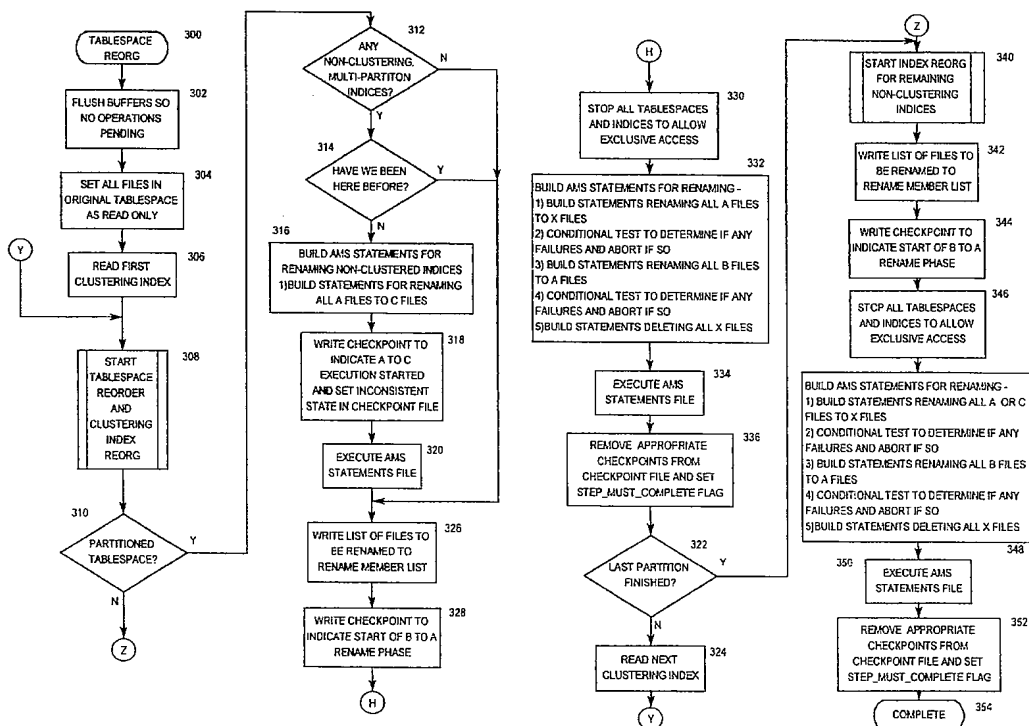 300
TABLESPACE
REORG
302
FLUSH BUFFERS SO
NO OPERATIONS
PENDING
304
SET ALL FILES IN
ORIGINAL TABLESPACE
AS READ ONLY
Y
306
READ FIRST
CLUSTERING INDEX
308
START
TABLESPACE
REORDER
AND
CLUSTERING
INDEX
REORG
310
PARTITIONED
TABLESPACE?
Y
N
Z
312
ANY
NON-CLUSTERING,
MULTI-PARTITON
INDICES?
N
Y
314
HAVE WE BEEN
HERE BEFORE?
Y
N
316
BUILD AMS STATEMENTS FOR
RENAMING NON-CLUSTERED INDICES
1)BUILD STATEMENTS FOR RENAMING
ALL A FILES TO C FILES
318
WRITE CHECKPOINT TO
INDICATE A TO C
EXECUTION STARTED
AND SET INCONSISTENT
STATE IN CHECKPOINT FILE
320
EXECUTE AMS
STATEMENTS FILE
326
WRITE LIST OF FILES TO
BE RENAMED TO
RENAME MEMBER LIST
328
WRITE CHECKPOINT TO
INDICATE START OF B TO A
RENAME PHASE
H
H
330
STOP ALL TABLESPACES
AND INDICES TO ALLOW
EXCLUSIVE ACCESS
332
BUILD AMS STATEMENTS FOR RENAMING -
1) BUILD STATEMENTS RENAMING ALL A FILES
TO X FILES
2) CONDITIONAL TEST TO DETERMINE IF ANY
FAILURES AND ABORT IF SO
3) BUILD STATEMENTS RENAMING ALL B FILES
TO A FILES
4) CONDITIONAL TEST TO DETERMINE IF ANY
FAILURES AND ABORT IF SO
5)BUILD STATEMENTS DELETING ALL X FILES
334
EXECUTE AMS
STATEMENTS FILE
336
REMOVE APPROPRIATE
CHECKPOINTS FROM
CHECKPOINT FILE AND SET
STEP_MUST_COMPLETE FLAG
322
LAST PARTITION
FINISHED?
Y
N
324
READ NEXT
CLUSTERING INDEX
Y
Z
340
START INDEX REORG
FOR REMAINING
NON-CLUSTERING
INDICES
342
WRITE LIST OF FILES TO
BE RENAMED TO
RENAME MEMBER LIST
344
WRITE CHECKPOINT TO
INDICATE START OF B TO A
RENAME PHASE
346
STOP ALL TABLESPACES
AND INDICES TO ALLOW
EXCLUSIVE ACCESS
BUILD AMS STATEMENTS FOR RENAMING -
1) BUILD STATEMENTS RENAMING ALL A OR C
FILES TO X FILES
2) CONDITIONAL TEST TO DETERMINE IF ANY
FAILURES AND ABORT IF SO
3) BUILD STATEMENTS RENAMING ALL B FILES
TO A FILES
4) CONDITIONAL TEST TO DETERMINE IF ANY
FAILURES AND ABORT IF SO
5)BUILD STATEMENTS DELETING ALL X FILES
348
350
EXECUTE AMS
STATEMENTS FILE
352
REMOVE APPROPRIATE
CHECKPOINTS FROM
CHECKPOINT FILE AND SET
STEP_MUST_COMPLETE FLAG
COMPLETE
354